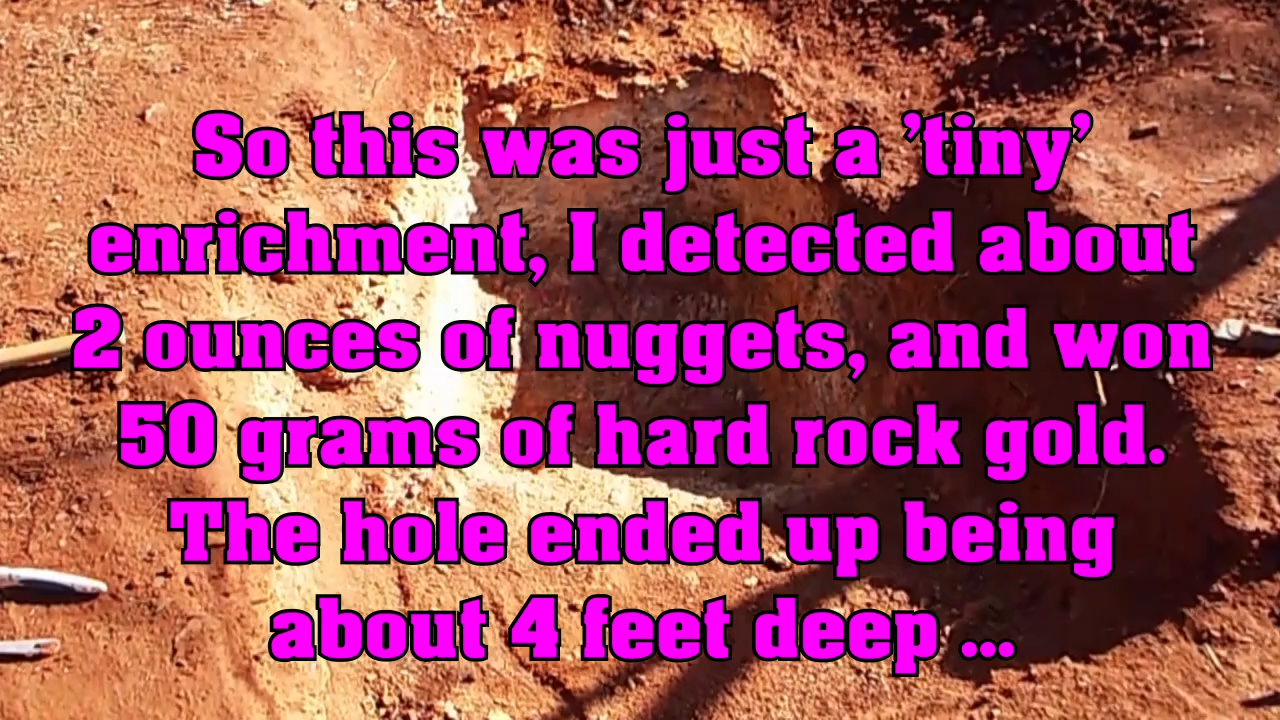 So this was just a 'tiny'
enrichment, I detected about
2 ounces of nuggets, and won
50 grams of hard rock gold.
The hole ended up being
about 4 feet deep ...